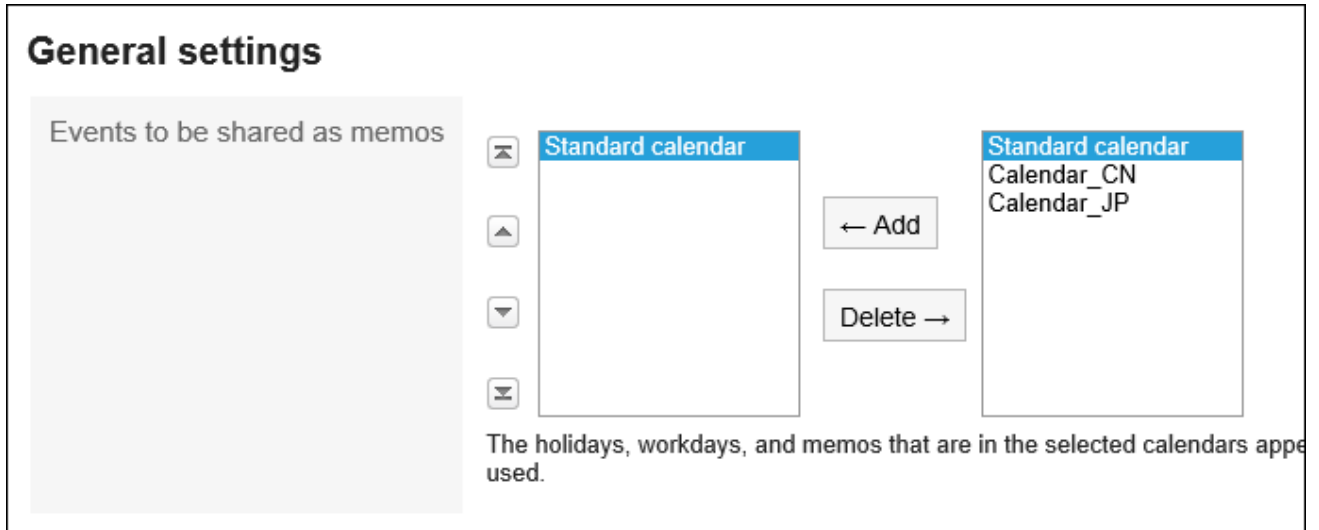 General settings
Events to be shared as memos
Standard calendar
← Add
Delete →
Standard calendar
Calendar_CN
Calendar_JP
The holidays, workdays, and memos that are in the selected calendars appe
used.